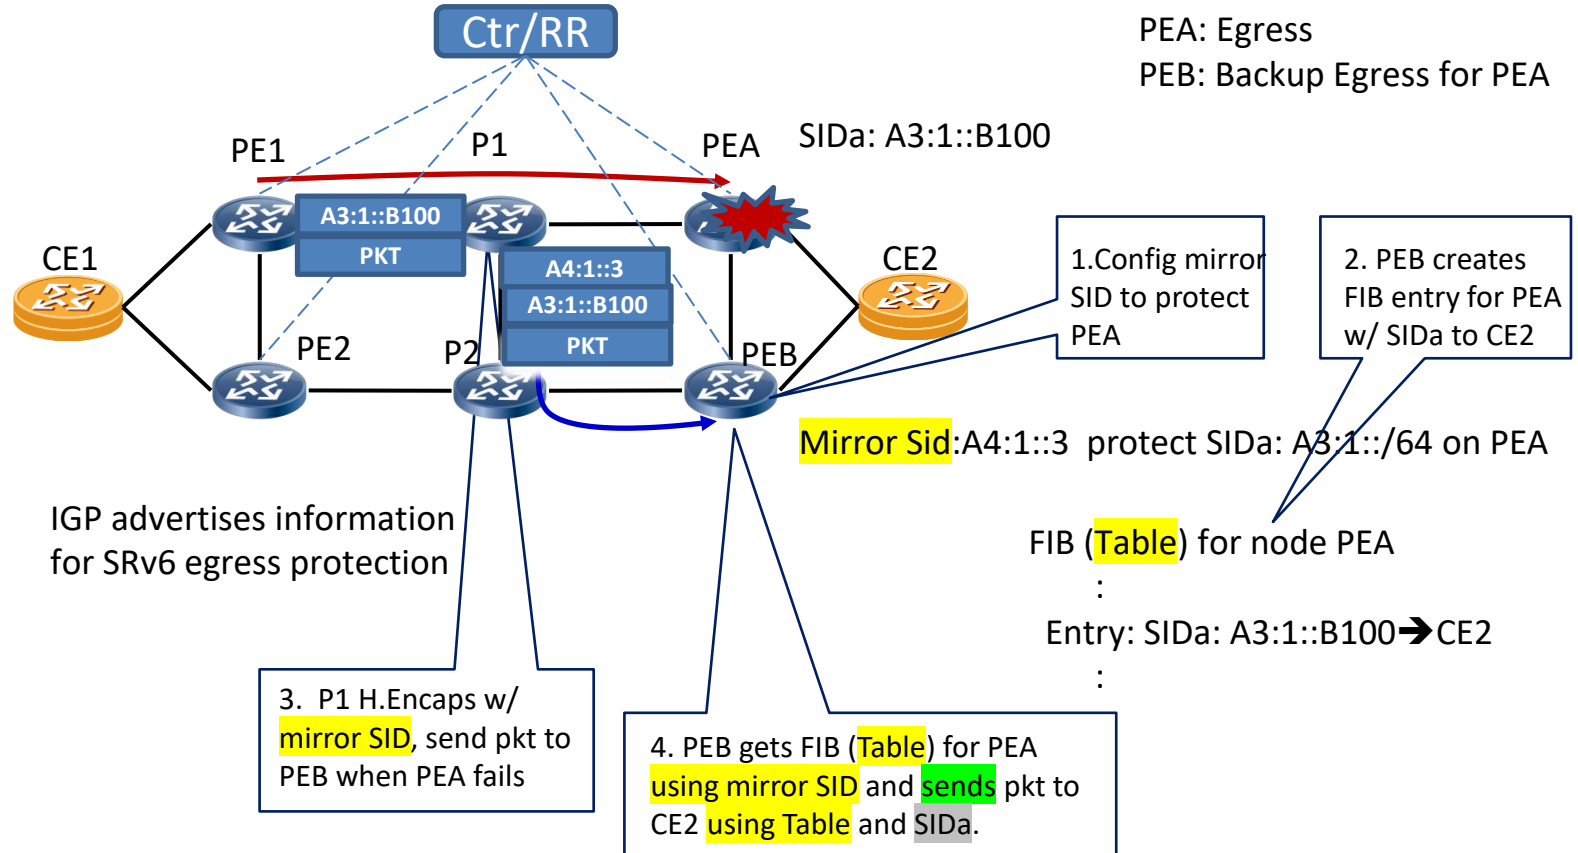 Ctr/RR
PEA: Egress
PEB: Backup Egress for PEA
SIDa: A3:1::B100
PE1
P1
PEA
A3:1::B100
PKT
CE1
A4:1::3
A3:1::B100
PKT
CE2
PE2
P2
PEB
1.Config mirror
SID to protect
PEA
2. PEB creates
FIB entry for PEA
w/ SIDa to CE2
Mirror Sid:A4:1::3 protect SIDa: A3:1::/64 on PEA
IGP advertises information
for SRv6 egress protection
FIB (Table) for node PEA
:
Entry: SIDa: A3:1::B100➔CE2
:
3. P1 H.Encaps w/
mirror SID, send pkt to
PEB when PEA fails
4. PEB gets FIB (Table) for PEA
using mirror SID and sends pkt to
CE2 using Table and SIDa.